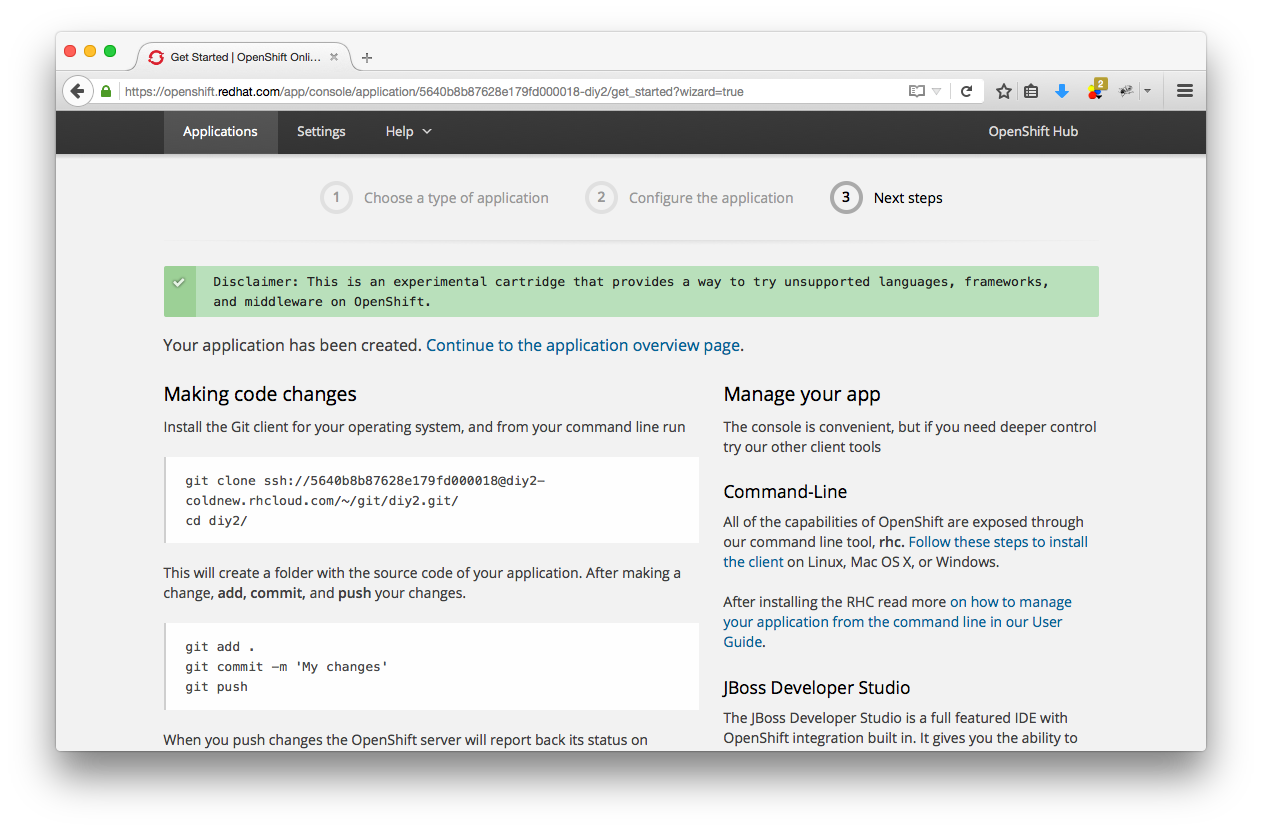 Get Started | OpenShift Onli...
https://openshift.redhat.com/app/console/application/5640b8b87628e179fd000018-diy2/get_started?wizard=true
2
Applications Settings Help OpenShift Hub
1 Choose a type of application 2 Configure the application 3 Next steps
Disclaimer: This is an experimental cartridge that provides a way to try unsupported languages, frameworks,
and middleware on OpenShift.
Your application has been created. Continue to the application overview page.
Making code changes
Install the Git client for your operating system, and from your command line run
git clone ssh://5640b8b87628e179fd000018@diy2-
coldnew.rhcloud.com/~/git/diy2.git/
cd diy2/
This will create a folder with the source code of your application. After making a
change, add, commit, and push your changes.
git add .
git commit -m 'My changes'
git push
When you push changes the OpenShift server will report back its status on
Manage your app
The console is convenient, but if you need deeper control
try our other client tools
Command-Line
All of the capabilities of OpenShift are exposed through
our command line tool, rhc. Follow these steps to install
the client on Linux, Mac OS X, or Windows.
After installing the RHC read more on how to manage
your application from the command line in our User
Guide.
JBoss Developer Studio
The JBoss Developer Studio is a full featured IDE with
OpenShift integration built in. It gives you the ability to